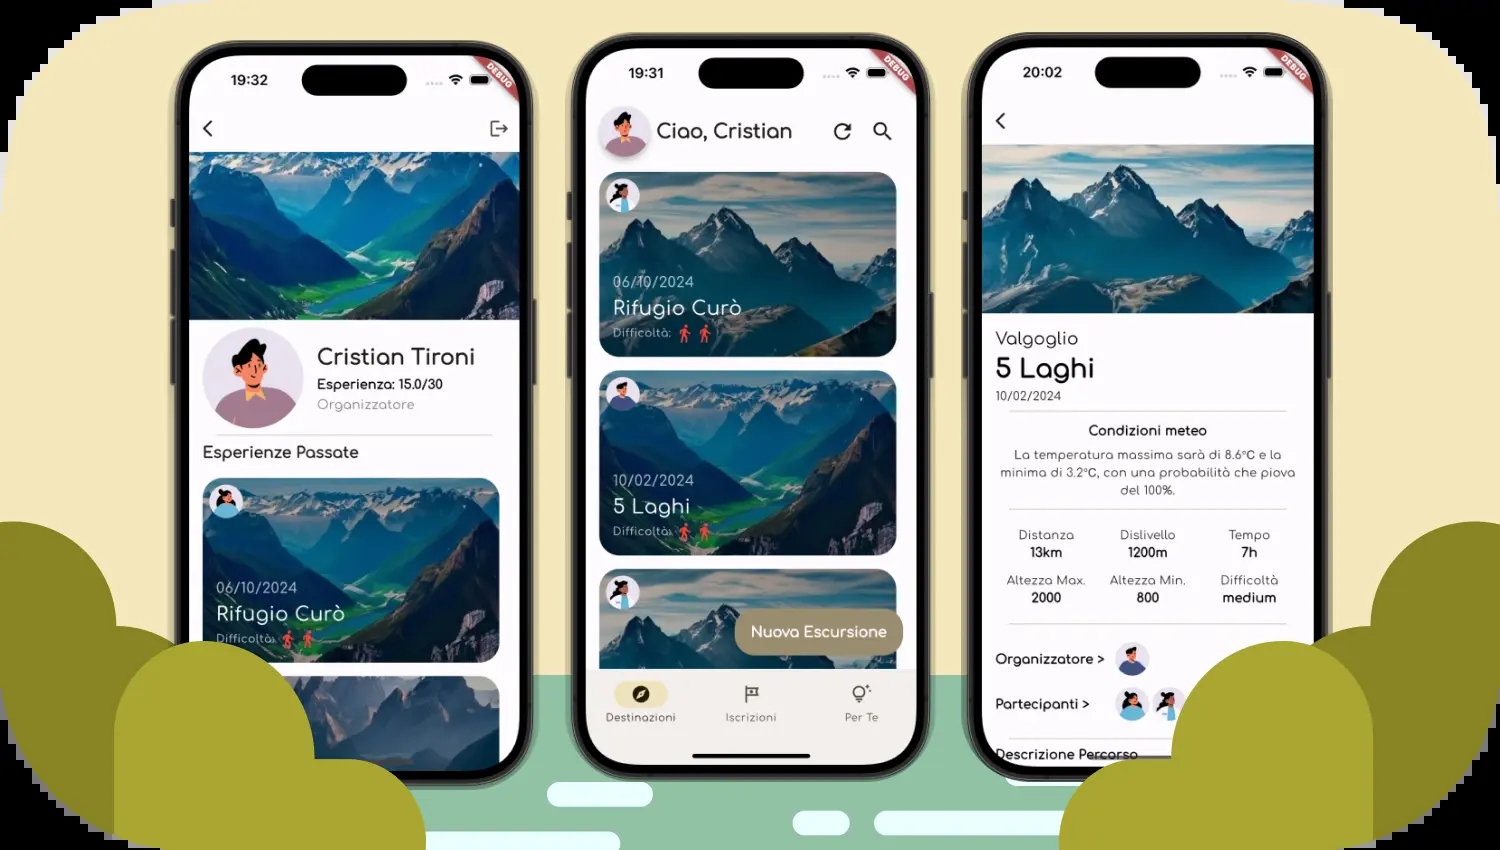 19:32
DEBUG
Cristian Tironi
Esperienza: 15.0/30
Organizzatore
Esperienze Passate
06/10/2024
Rifugio Curò
Difficoltà:
19:31
DEBUG
Ciao, Cristian
06/10/2024
Rifugio Curò
Difficoltà:
10/02/2024
5 Laghi
Difficoltà:
Nuova Escursione
Destinazioni
Iscrizioni
Per Te
20:02
DEBUG
Valgoglio
5 Laghi
10/02/2024
Condizioni meteo
La temperatura massima sarà di 8.6°C e la
minima di 3.2°C, con una probabilità che piova
del 100%.
Distanza Dislivello Tempo
13km 1200m 7h
Altezza Max. Altezza Min. Difficoltà
2000 800 medium
Organizzatore >
Partecipanti >
Descrizione Percorso